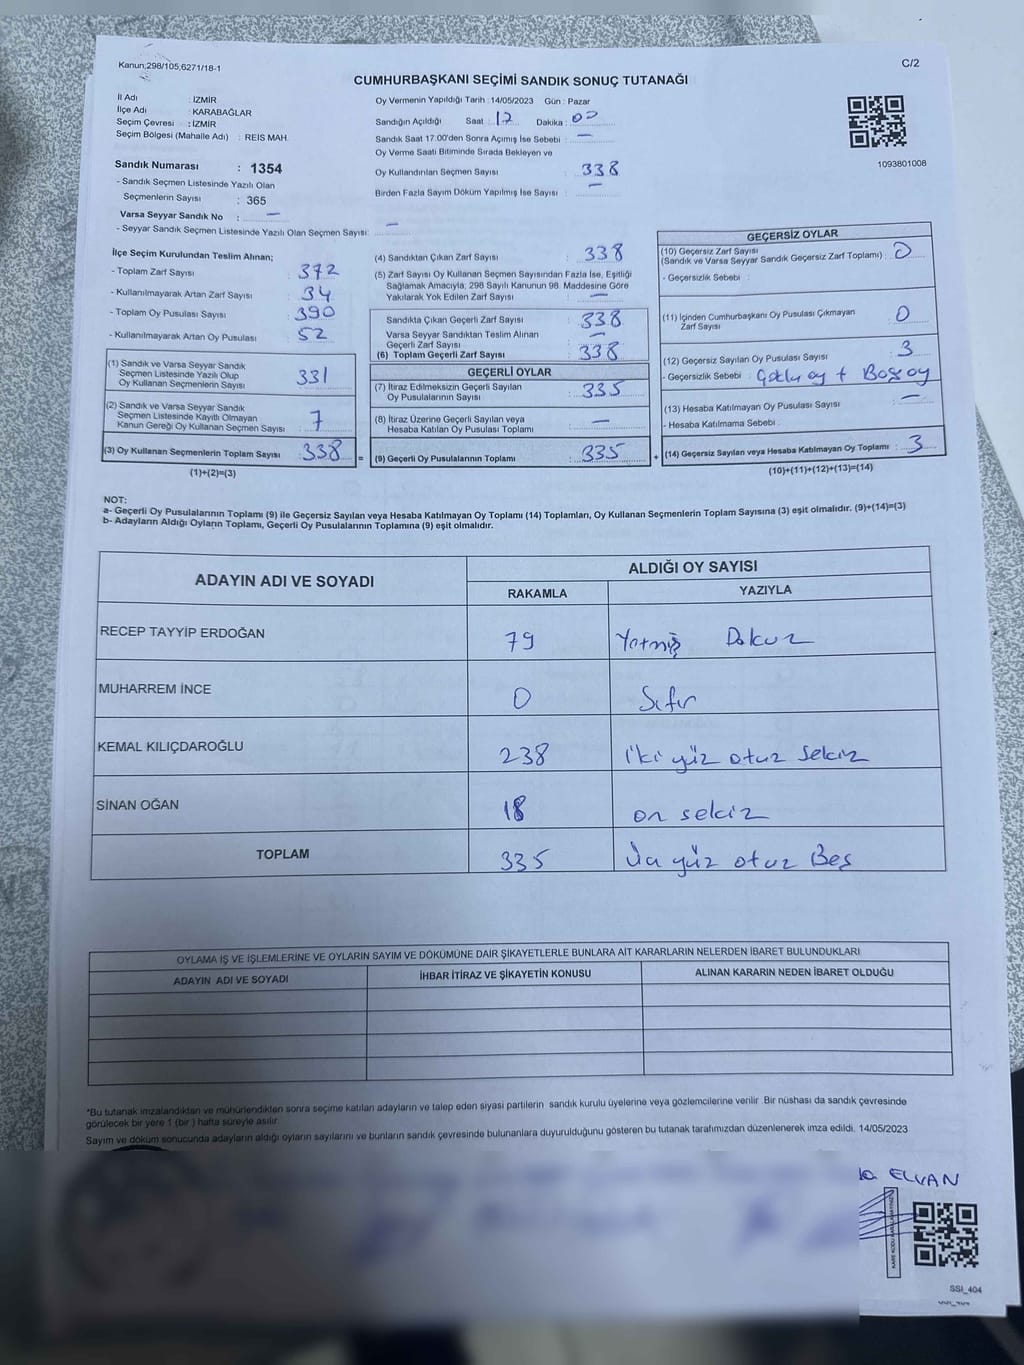 Kanun;298/105;6271/18-1
C/2
CUMHURBAŞKANI SEÇİMİ SANDIK SONUÇ TUTANAĞI
İl Adı : İZMİR
İlçe Adı : KARABAĞLAR
Seçim Çevresi : İZMİR
Seçim Bölgesi (Mahalle Adı) : REİS MAH.
Oy Vermenin Yapıldığı Tarih : 14/05/2023 Gün : Pazar
Sandığın Açıldığı Saat : 17 Dakika : 00
Sandık Saat 17:00'den Sonra Açımış İse Sebebi : —
Oy Verme Saati Bitiminde Sırada Bekleyen ve
Oy Kullandırılan Seçmen Sayısı : 338
Birden Fazla Sayım Döküm Yapılmış İse Sayısı : —
1093801008
Sandık Numarası : 1354
- Sandık Seçmen Listesinde Yazılı Olan
Seçmenlerin Sayısı : 365
Varsa Seyyar Sandık No : —
- Seyyar Sandık Seçmen Listesinde Yazılı Olan Seçmen Sayısı: —
İlçe Seçim Kurulundan Teslim Alınan;
- Toplam Zarf Sayısı : 372
- Kullanılmayarak Artan Zarf Sayısı : 34
- Toplam Oy Pusulası Sayısı : 390
- Kullanılmayarak Artan Oy Pusulası : 52
(1) Sandık ve Varsa Seyyar Sandık
Seçmen Listesinde Yazılı Olup
Oy Kullanan Seçmenlerin Sayısı : 331
(2) Sandık ve Varsa Seyyar Sandık
Seçmen Listesinde Kayıtlı Olmayan
Kanun Gereği Oy Kullanan Seçmen Sayısı : 7
(3) Oy Kullanan Seçmenlerin Toplam Sayısı : 338 =
(1)+(2)=(3)
(4) Sandıktan Çıkan Zarf Sayısı : 338
(5) Zarf Sayısı Oy Kullanan Seçmen Sayısından Fazla İse, Eşitliği
Sağlamak Amacıyla, 298 Sayılı Kanunun 98. Maddesine Göre
Yakılarak Yok Edilen Zarf Sayısı : —
Sandıkta Çıkan Geçerli Zarf Sayısı : 338
Varsa Seyyar Sandıktan Teslim Alınan
Geçerli Zarf Sayısı : —
(6) Toplam Geçerli Zarf Sayısı : 338
GEÇERLİ OYLAR
(7) İtiraz Edilmeksizin Geçerli Sayılan
Oy Pusulalarının Sayısı : 335
(8) İtiraz Üzerine Geçerli Sayılan veya
Hesaba Katılan Oy Pusulası Toplamı : —
(9) Geçerli Oy Pusulalarının Toplamı : 335 +
GEÇERSİZ OYLAR
(10) Geçersiz Zarf Sayısı
(Sandık ve Varsa Seyyar Sandık Geçersiz Zarf Toplamı) : 0
- Geçersizlik Sebebi :
(11) İçinden Cumhurbaşkanı Oy Pusulası Çıkmayan
Zarf Sayısı : 0
(12) Geçersiz Sayılan Oy Pusulası Sayısı : 3
- Geçersizlik Sebebi : oy + Boş oy
(13) Hesaba Katılmayan Oy Pusulası Sayısı : —
- Hesaba Katılmama Sebebi :
(14) Geçersiz Sayılan veya Hesaba Katılmayan Oy Toplamı : 3
(10)+(11)+(12)+(13)=(14)
NOT:
a- Geçerli Oy Pusulalarının Toplamı (9) ile Geçersiz Sayılan veya Hesaba Katılmayan Oy Toplamı (14) Toplamları, Oy Kullanan Seçmenlerin Toplam Sayısına (3) eşit olmalıdır. (9)+(14)=(3)
b- Adayların Aldığı Oyların Toplamı, Geçerli Oy Pusulalarının Toplamına (9) eşit olmalıdır.
ADAYIN ADI VE SOYADI
ALDIĞI OY SAYISI
RAKAMLA YAZIYLA
RECEP TAYYİP ERDOĞAN 79 Yetmiş Dokuz
MUHARREM İNCE 0 Sıfır
KEMAL KILIÇDAROĞLU 238 iki yüz otuz sekiz
SİNAN OĞAN 18 on sekiz
TOPLAM 335 Üç yüz otuz Beş
OYLAMA İŞ VE İŞLEMLERİNE VE OYLARIN SAYIM VE DÖKÜMÜNE DAİR ŞİKAYETLERLE BUNLARA AİT KARARLARIN NELERDEN İBARET BULUNDUKLARI
ADAYIN ADI VE SOYADI İHBAR İTİRAZ VE ŞİKAYETİN KONUSU ALINAN KARARIN NEDEN İBARET OLDUĞU
*Bu tutanak imzalandıktan ve mühürlendikten sonra seçime katılan adayların ve talep eden siyasi partilerin sandık kurulu üyelerine veya gözlemcilerine verilir. Bir nüshası da sandık çevresinde
görülecek bir yere 1 (bir ) hafta süreyle asılır.
Sayım ve döküm sonucunda adayların aldığı oyların sayılarını ve bunların sandık çevresinde bulunanlara duyurulduğunu gösteren bu tutanak tarafımızdan düzenlenerek imza edildi. 14/05/2023
ELVAN
SSI_404